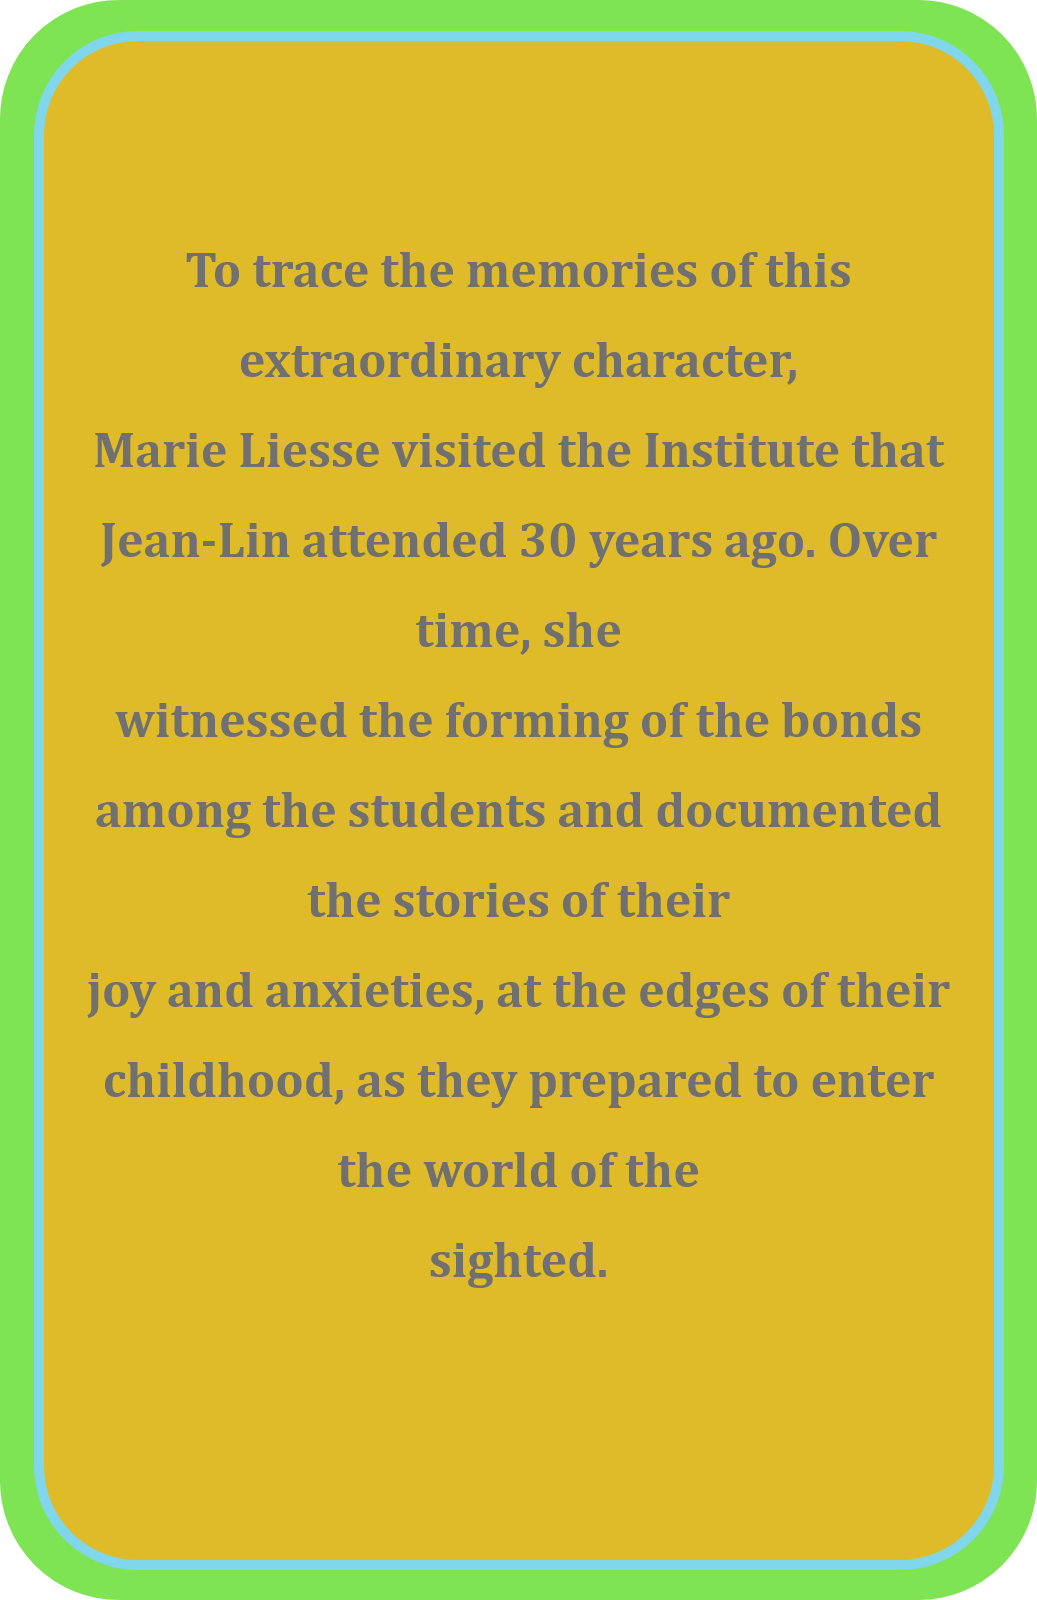 To trace the memories of this
extraordinary character,
Marie Liesse visited the Institute that
Jean-Lin attended 30 years ago. Over
time, she
witnessed the forming of the bonds
among the students and documented
the stories of their
joy and anxieties, at the edges of their
childhood, as they prepared to enter
the world of the
sighted.